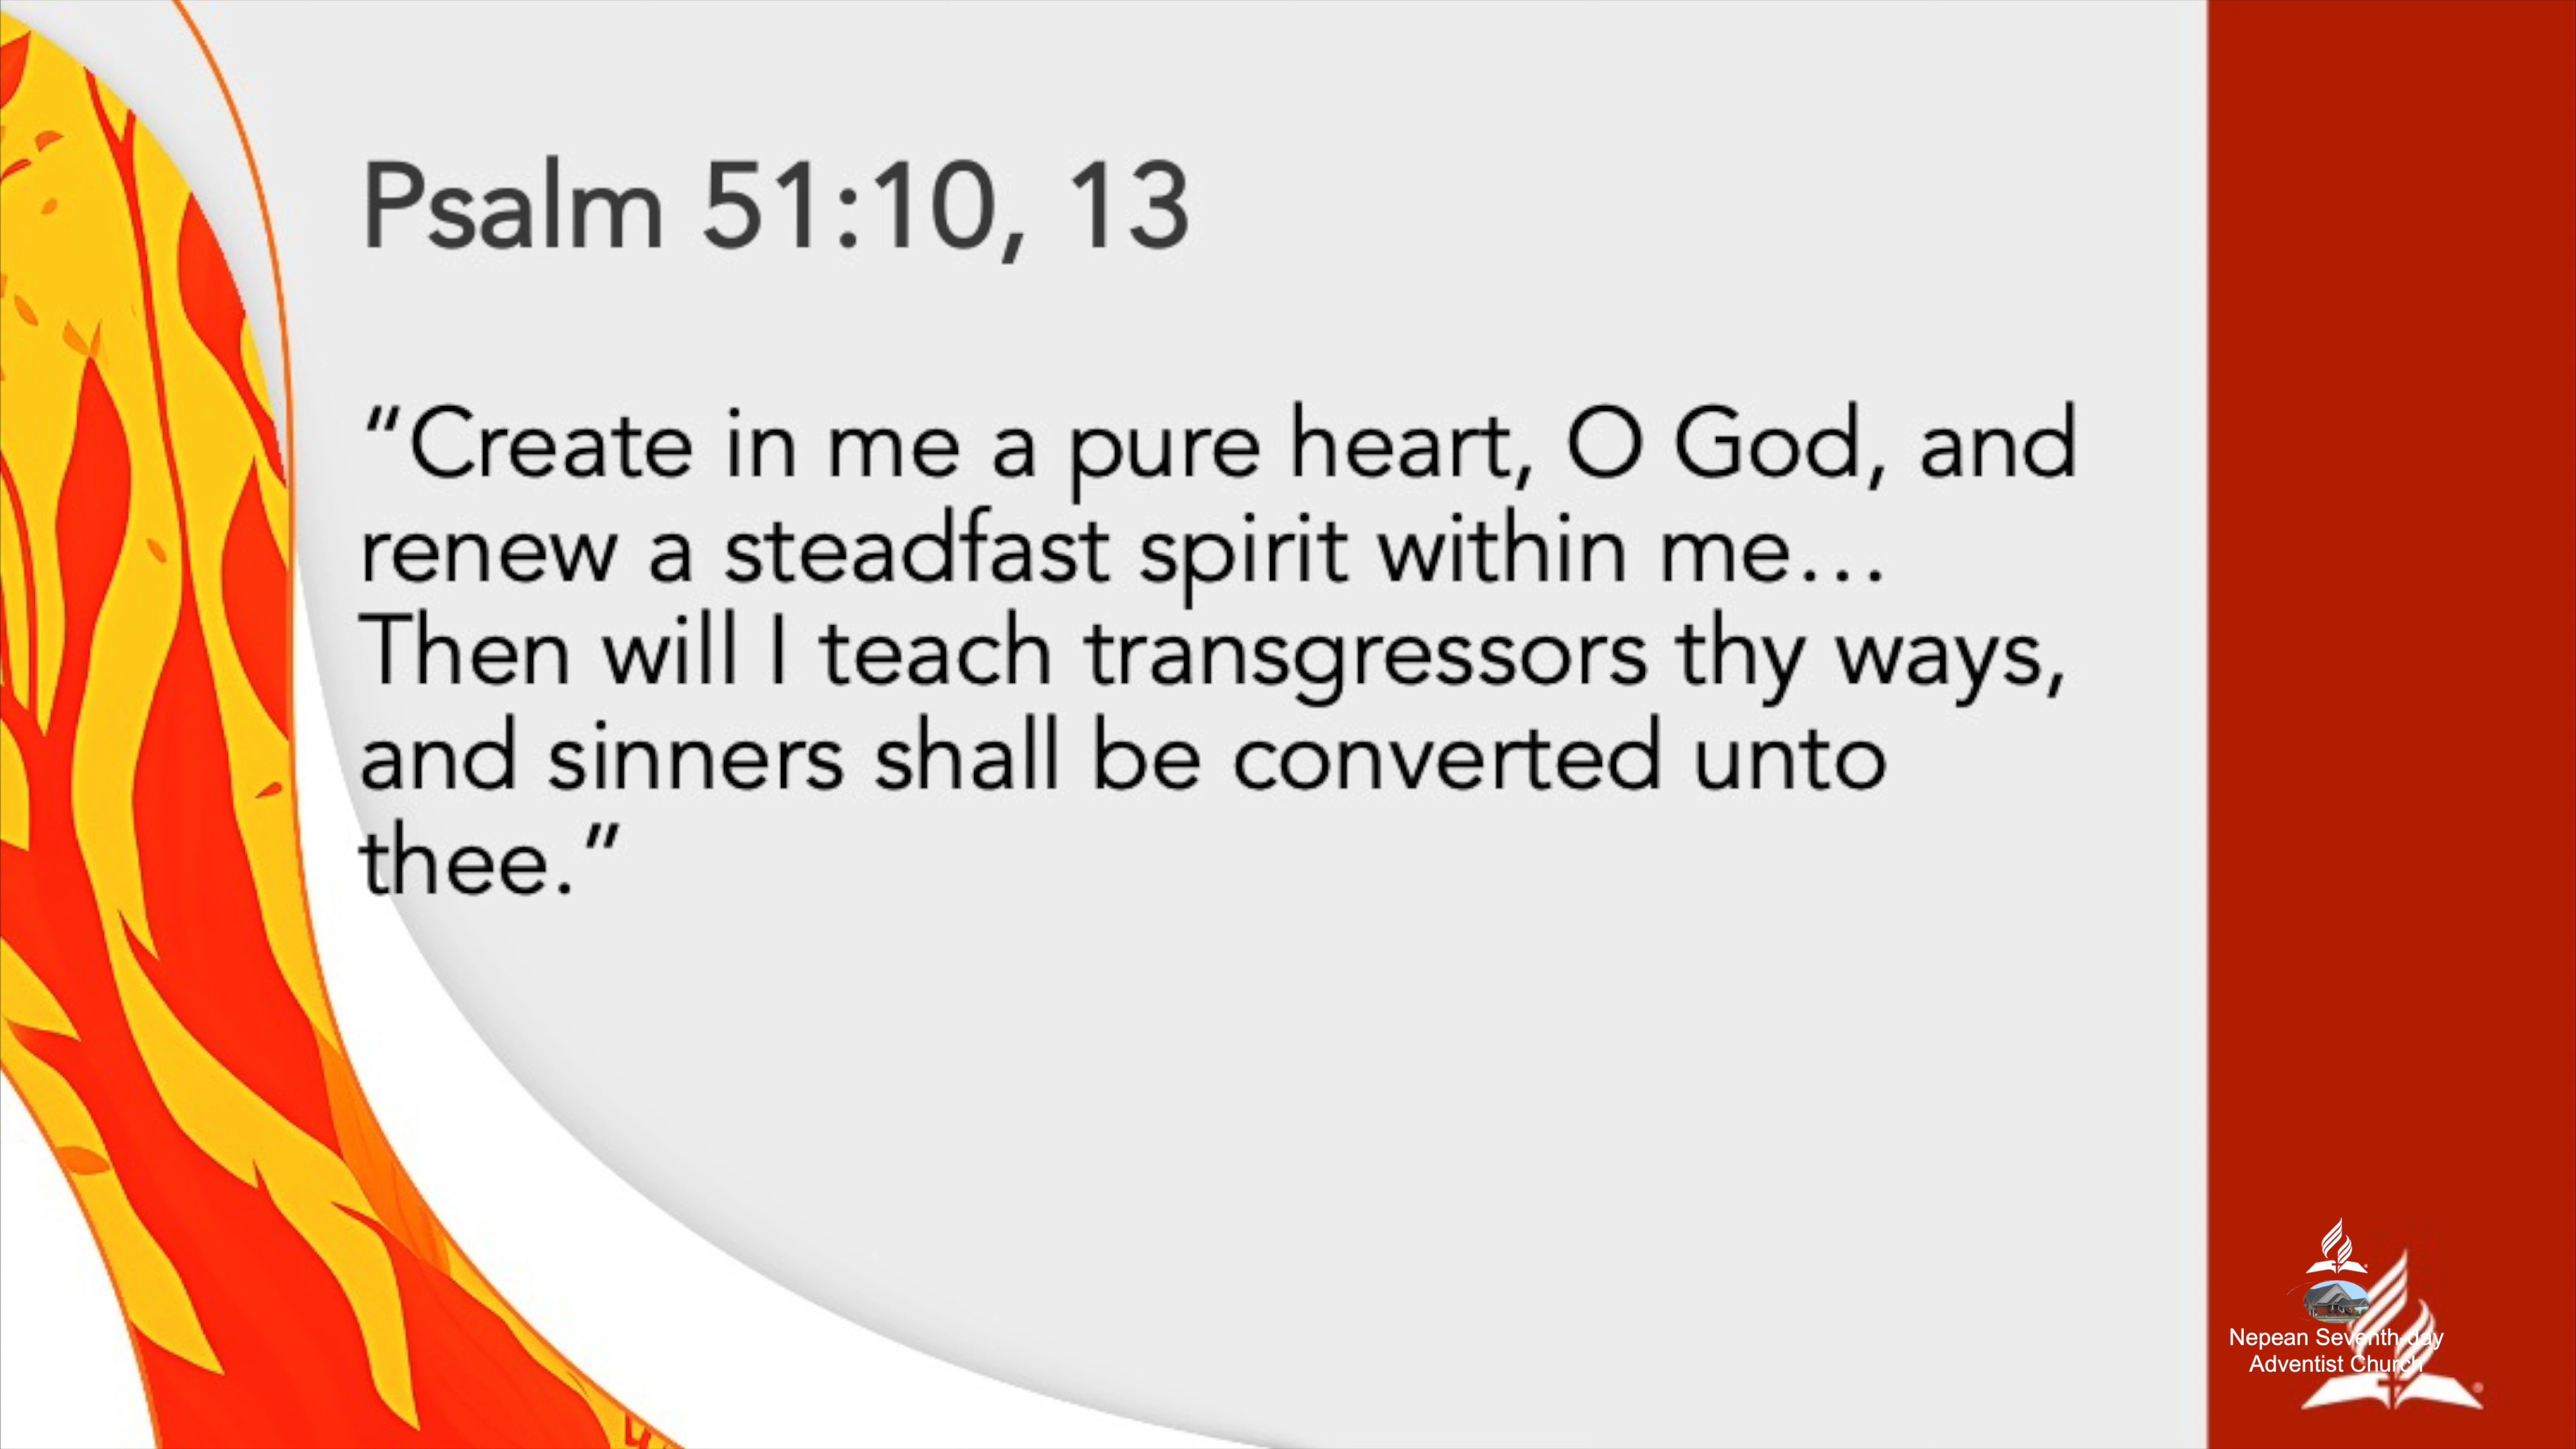 Psalm 51:10, 13
“Create in me a pure heart, O God, and
renew a steadfast spirit within me…
Then will I teach transgressors thy ways,
and sinners shall be converted unto
thee.”
Nepean Seventh-day
Adventist Church